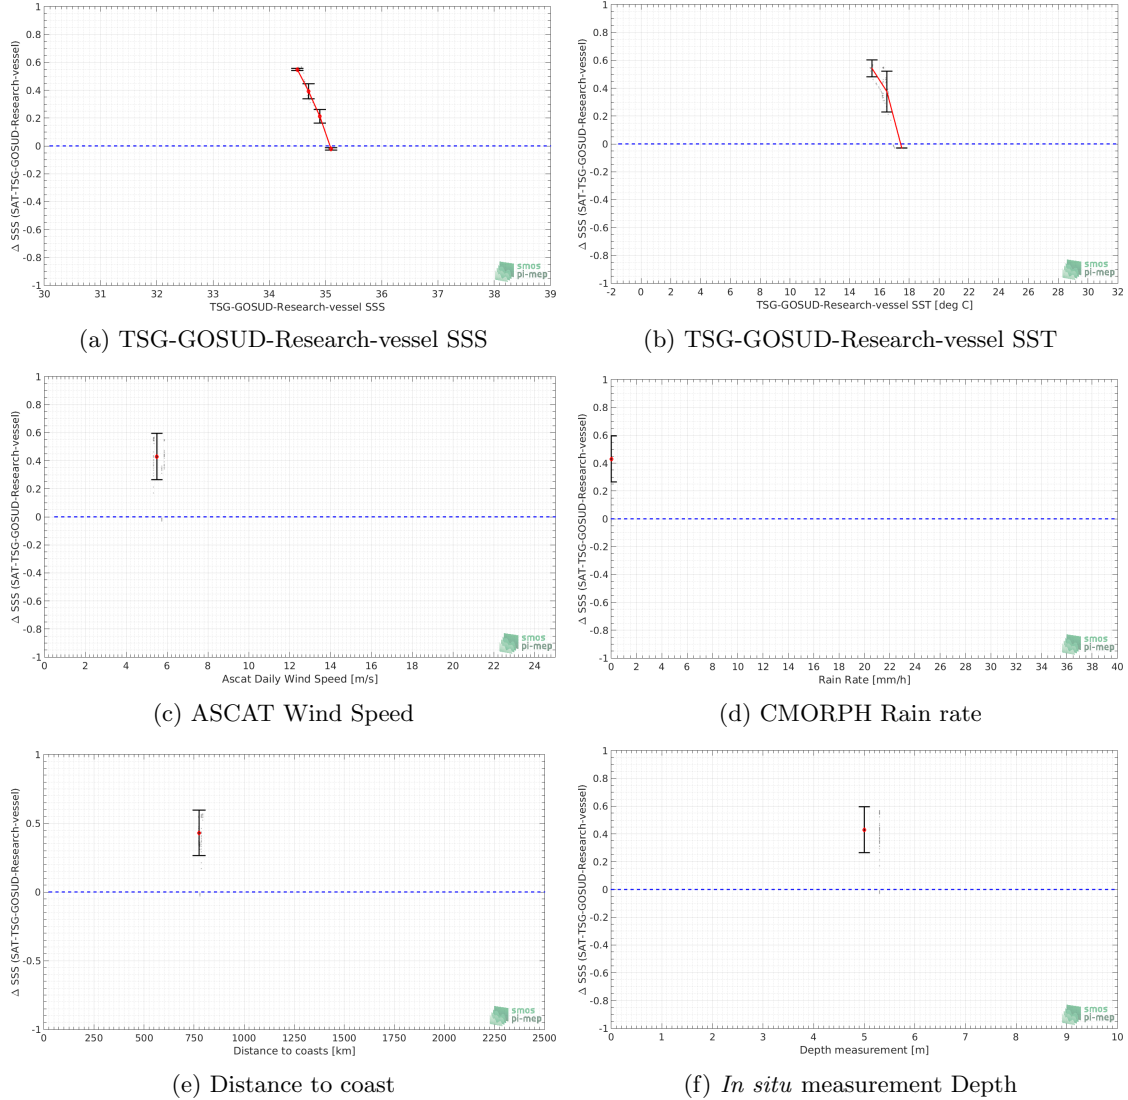 1
0.8
0.6
0.4
0.2
0
-0.2
-0.4
-0.6
-0.8
-1
Δ SSS (SAT-TSG-GOSUD-Research-vessel)
30 31 32 33 34 35 36 37 38 39
TSG-GOSUD-Research-vessel SSS
smos
pi-mep
(a) TSG-GOSUD-Research-vessel SSS
1
0.8
0.6
0.4
0.2
0
-0.2
-0.4
-0.6
-0.8
-1
Δ SSS (SAT-TSG-GOSUD-Research-vessel)
-2 0 2 4 6 8 10 12 14 16 18 20 22 24 26 28 30 32
TSG-GOSUD-Research-vessel SST [deg C]
smos
pi-mep
(b) TSG-GOSUD-Research-vessel SST
1
0.8
0.6
0.4
0.2
0
-0.2
-0.4
-0.6
-0.8
-1
Δ SSS (SAT-TSG-GOSUD-Research-vessel)
0 2 4 6 8 10 12 14 16 18 20 22 24
Ascat Daily Wind Speed [m/s]
smos
pi-mep
(c) ASCAT Wind Speed
1
0.8
0.6
0.4
0.2
0
-0.2
-0.4
-0.6
-0.8
-1
Δ SSS (SAT-TSG-GOSUD-Research-vessel)
0 2 4 6 8 10 12 14 16 18 20 22 24 26 28 30 32 34 36 38 40
Rain Rate [mm/h]
smos
pi-mep
(d) CMORPH Rain rate
1
0.5
0
-0.5
-1
Δ SSS (SAT-TSG-GOSUD-Research-vessel)
0 250 500 750 1000 1250 1500 1750 2000 2250 2500
Distance to coasts [km]
smos
pi-mep
(e) Distance to coast
1
0.8
0.6
0.4
0.2
0
-0.2
-0.4
-0.6
-0.8
-1
Δ SSS (SAT-TSG-GOSUD-Research-vessel)
0 1 2 3 4 5 6 7 8 9 10
Depth measurement [m]
smos
pi-mep
(f) In situ measurement Depth